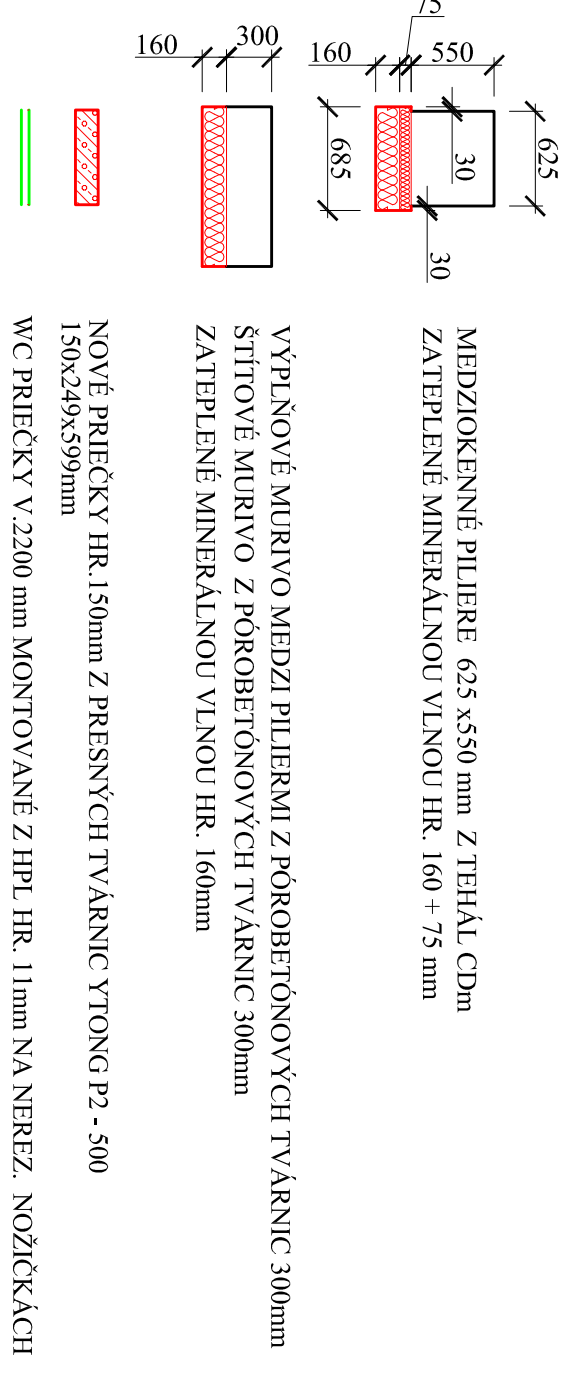 75
160
550
160
300
625
685
30
30
MEDZIOKENNÉ PILIERE 625 x550 mm Z TEHÁL CDm
ZATEPLENÉ MINERÁLNOU VLNOU HR. 160 + 75 mm
VÝPLŇOVÉ MURIVO MEDZI PILIERMI Z PÓROBETÓNOVÝCH TVÁRNIC 300mm
ŠTÍTOVÉ MURIVO Z PÓROBETÓNOVÝCH TVÁRNIC 300mm
ZATEPLENÉ MINERÁLNOU VLNOU HR. 160mm
NOVÉ PRIEČKY HR.150mm Z PRESNÝCH TVÁRNIC YTONG P2 - 500
150x249x599mm
WC PRIEČKY V.2200 mm MONTOVANÉ Z HPL HR. 11mm NA NEREZ. NOŽIČKÁCH